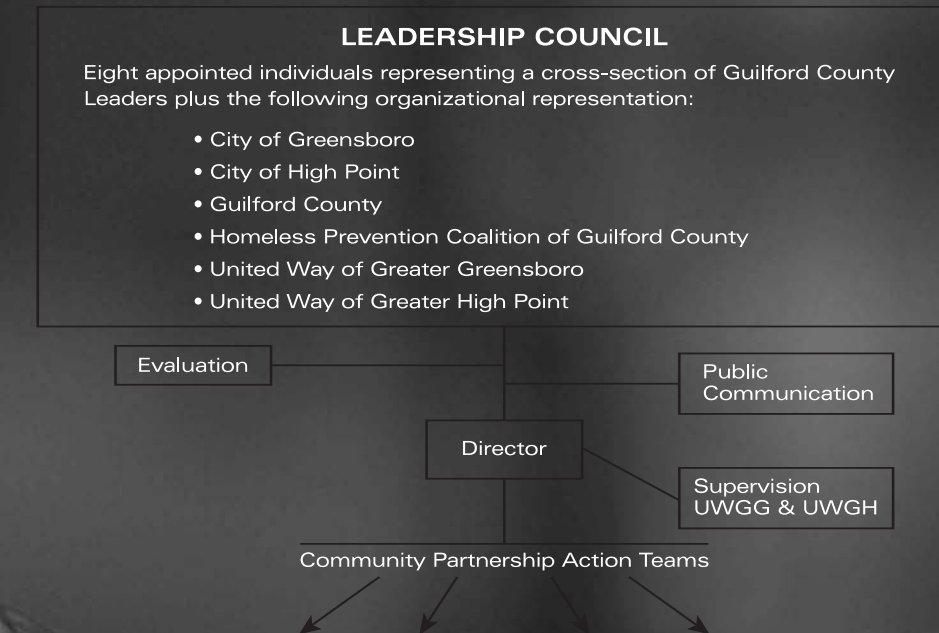 LEADERSHIP COUNCIL
Eight appointed individuals representing a cross-section of Guilford County
Leaders plus the following organizational representation:
• City of Greensboro
• City of High Point
• Guilford County
• Homeless Prevention Coalition of Guilford County
• United Way of Greater Greensboro
• United Way of Greater High Point
Evaluation
Public
Communication
Director
Supervision
UWGG & UWGH
Community Partnership Action Teams